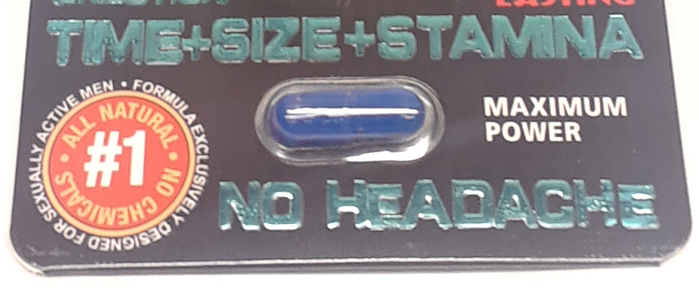 LASTING
TIME+SIZE+STAMINA
FORMULA EXCLUSIVELY DESIGNED FOR SEXUALLY ACTIVE MEN •
ALL NATURAL •
#1
NO CHEMICALS •
MAXIMUM
POWER
NO HEADACHE